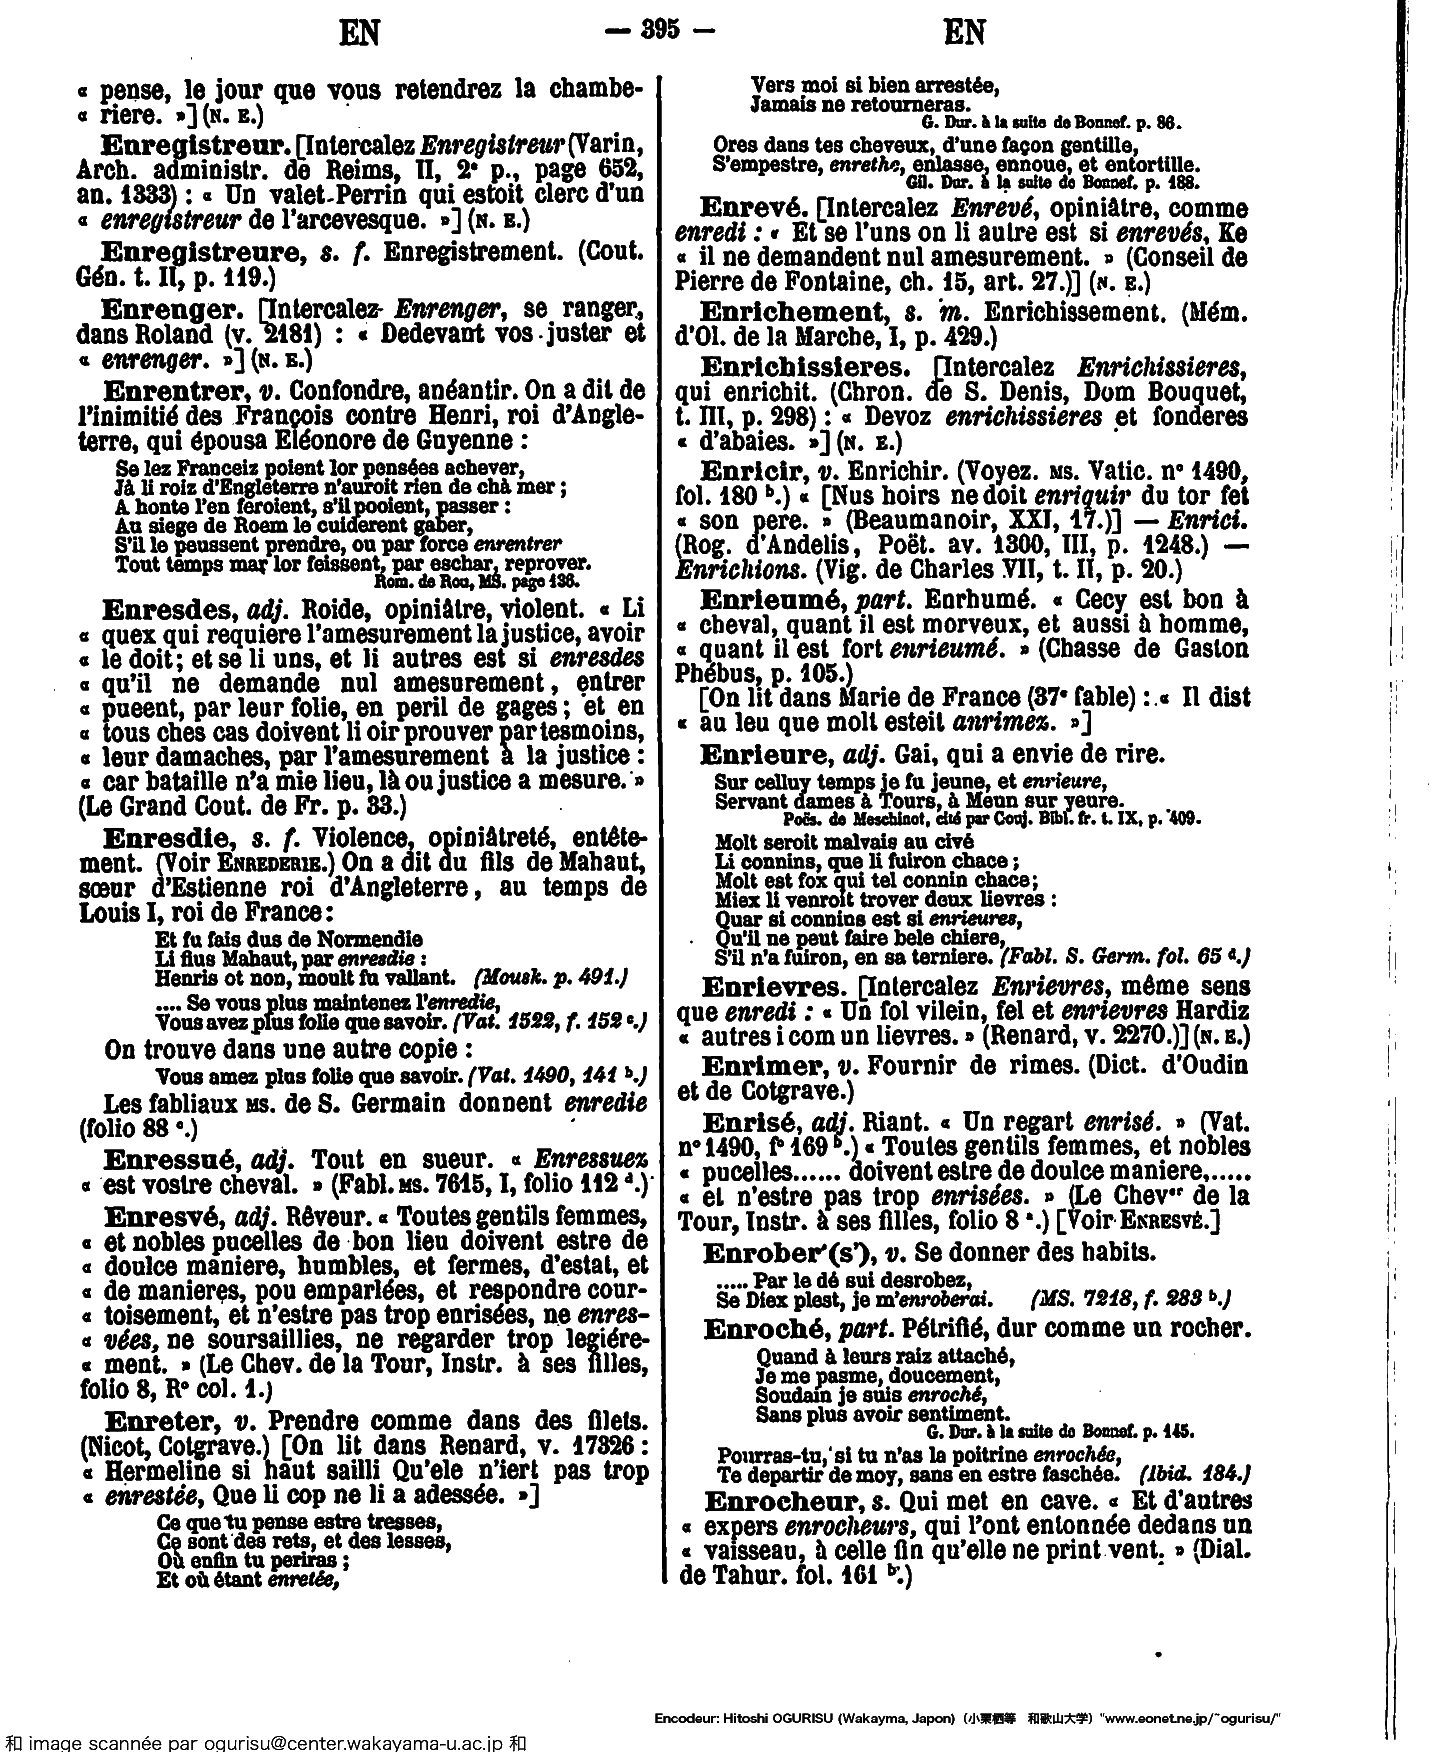 EN — 395 — EN
« pense, le jour que vous retendrez la chambe-
« riere. »] (N. E.)
Enregistreur. [Intercalez Enregistreur (Varin,
Arch. administr. de Reims, II, 2e p., page 652,
an. 1333) : « Un valet Perrin qui estoit clerc d'un
« enregistreur de l'arcevesque. »] (N. E.)
Enregistreure, s. f. Enregistrement. (Cout.
Gén. t. II, p. 119.)
Enrenger. [Intercalez Enrenger, se ranger,
dans Roland (v. 2181) : « Dedevant vos juster et
« enrenger. »] (N. E.)
Enrentrer, v. Confondre, anéantir. On a dit de
l'inimitié des François contre Henri, roi d'Angle-
terre, qui épousa Eléonore de Guyenne :
Se lez Franceiz poient lor pensées achever,
Jà li roiz d'Engleterre n'auroit rien de chà mer ;
A honte l'en feroient, s'il pooient, passer :
Au siege de Roem le cuiderent gaber,
S'il le peussent prendre, ou par force enrentrer
Tout temps mar lor feissent, par eschar, reprover.
Rom. de Rou, MS. page 136.
Enresdes, adj. Roide, opiniâtre, violent. « Li
« quex qui requiere l'amesurement la justice, avoir
« le doit ; et se li uns, et li autres est si enresdes
« qu'il ne demande nul amesurement, entrer
« pueent, par leur folie, en peril de gages ; et en
« tous ches cas doivent li oir prouver par tesmoins,
« leur damaches, par l'amesurement à la justice :
« car bataille n'a mie lieu, là ou justice a mesure. »
(Le Grand Cout. de Fr. p. 33.)
Enresdie, s. f. Violence, opiniâtreté, entête-
ment. (Voir ENREDERIE.) On a dit du fils de Mahaut,
sœur d'Estienne roi d'Angleterre, au temps de
Louis I, roi de France :
Et fu fais dus de Normendie
Li fius Mahaut, par enresdie :
Henris ot non, moult fu vallant. (Mousk. p. 491.)
.... Se vous plus maintenez l'enredie,
Vous avez plus folie que savoir. (Vat. 1522, f. 152 c.)
On trouve dans une autre copie :
Vous amez plus folie que savoir. (Vat. 1490, 141 b.)
Les fabliaux MS. de S. Germain donnent enredie
(folio 88 c.)
Enressué, adj. Tout en sueur. « Enressuez
« est vostre cheval. » (Fabl. MS. 7615, I, folio 112 d.)
Enresvé, adj. Rêveur. « Toutes gentils femmes,
« et nobles pucelles de bon lieu doivent estre de
« doulce maniere, humbles, et fermes, d'estat, et
« de manieres, pou emparlées, et respondre cour-
« toisement, et n'estre pas trop enrisées, ne enres-
« vées, ne soursaillies, ne regarder trop legiére-
« ment. » (Le Chev. de la Tour, Instr. à ses filles,
folio 8, Ro col. 1.)
Enreter, v. Prendre comme dans des filets.
(Nicot, Cotgrave.) [On lit dans Renard, v. 17326 :
« Hermeline si haut sailli Qu'ele n'iert pas trop
« enrestée, Que li cop ne li a adessée. »]
Ce que tu pense estre tresses,
Ce sont des rets, et des lesses,
Où enfin tu periras ;
Et où étant enretée,
Vers moi si bien arrestée,
Jamais ne retourneras.
G. Dur. à la suite de Bonnef. p. 86.
Ores dans tes cheveux, d'une façon gentille,
S'empestre, enrethe, enlasse, ennoue, et entortille.
Gil. Dur. à la suite de Bonnef. p. 188.
Enrevé. [Intercalez Enrevé, opiniâtre, comme
enredi : « Et se l'uns on li autre est si enrevés, Ke
« il ne demandent nul amesurement. » (Conseil de
Pierre de Fontaine, ch. 15, art. 27.)] (N. E.)
Enrichement, s. m. Enrichissement. (Mém.
d'Ol. de la Marche, I, p. 429.)
Enrichissieres. [Intercalez Enrichissieres,
qui enrichit. (Chron. de S. Denis, Dom Bouquet,
t. III, p. 298) : « Devoz enrichissieres et fonderes
« d'abaies. »] (N. E.)
Enricir, v. Enrichir. (Voyez. MS. Vatic. no 1490,
fol. 180 b.) « [Nus hoirs ne doit enriquir du tor fet
« son pere. » (Beaumanoir, XXI, 17.)] — Enrici.
(Rog. d'Andelis, Poët. av. 1300, III, p. 1248.) —
Enrichions. (Vig. de Charles VII, t. II, p. 20.)
Enrieumé, part. Enrhumé. « Cecy est bon à
« cheval, quant il est morveux, et aussi à homme,
« quant il est fort enrieumé. » (Chasse de Gaston
Phébus, p. 105.)
[On lit dans Marie de France (37e fable) : « Il dist
« au leu que molt esteit anrimez. »]
Enrieure, adj. Gai, qui a envie de rire.
Sur celluy temps je fu jeune, et enrieure,
Servant dames à Tours, à Meun sur yeure.
Poës. de Meschinot, cité par Gouj. Bibl. fr. t. IX, p. 409.
Molt seroit malvais au civé
Li connins, que li fuiron chace ;
Molt est fox qui tel connin chace ;
Miex li venroit trover deux lievres :
Quar si connins est si enrieures,
Qu'il ne peut faire bele chiere,
S'il n'a fuiron, en sa terniere. (Fabl. S. Germ. fol. 65 d.)
Enrievres. [Intercalez Enrievres, même sens
que enredi : « Un fol vilein, fel et enrievres Hardiz
« autres i com un lievres. » (Renard, v. 2270.)] (N. E.)
Enrimer, v. Fournir de rimes. (Dict. d'Oudin
et de Cotgrave.)
Enrisé, adj. Riant. « Un regart enrisé. » (Vat.
no 1490, fo 169 b.) « Toutes gentils femmes, et nobles
« pucelles...... doivent estre de doulce maniere,.....
« et n'estre pas trop enrisées. » (Le Chever de la
Tour, Instr. à ses filles, folio 8 a.) [Voir ENRESVÉ.]
Enrober (s'), v. Se donner des habits.
..... Par le dé sui desrobez,
Se Diex plest, je m'enroberai. (MS. 7218, f. 283 b.)
Enroché, part. Pétrifié, dur comme un rocher.
Quand à leurs raiz attaché,
Je me pasme, doucement,
Soudain je suis enroché,
Sans plus avoir sentiment.
G. Dur. à la suite de Bonnef. p. 145.
Pourras-tu, si tu n'as la poitrine enrochée,
Te departir de moy, sans en estre faschée. (Ibid. 184.)
Enrocheur, s. Qui met en cave. « Et d'autres
« expers enrocheurs, qui l'ont entonnée dedans un
« vaisseau, à celle fin qu'elle ne print vent. » (Dial.
de Tahur. fol. 161 b.)
Encodeur: Hitoshi OGURISU (Wakayma, Japon) (小栗栖等 和歌山大学) "www.eonet.ne.jp/~ogurisu/"
和 image scannée par ogurisu@center.wakayama-u.ac.jp 和